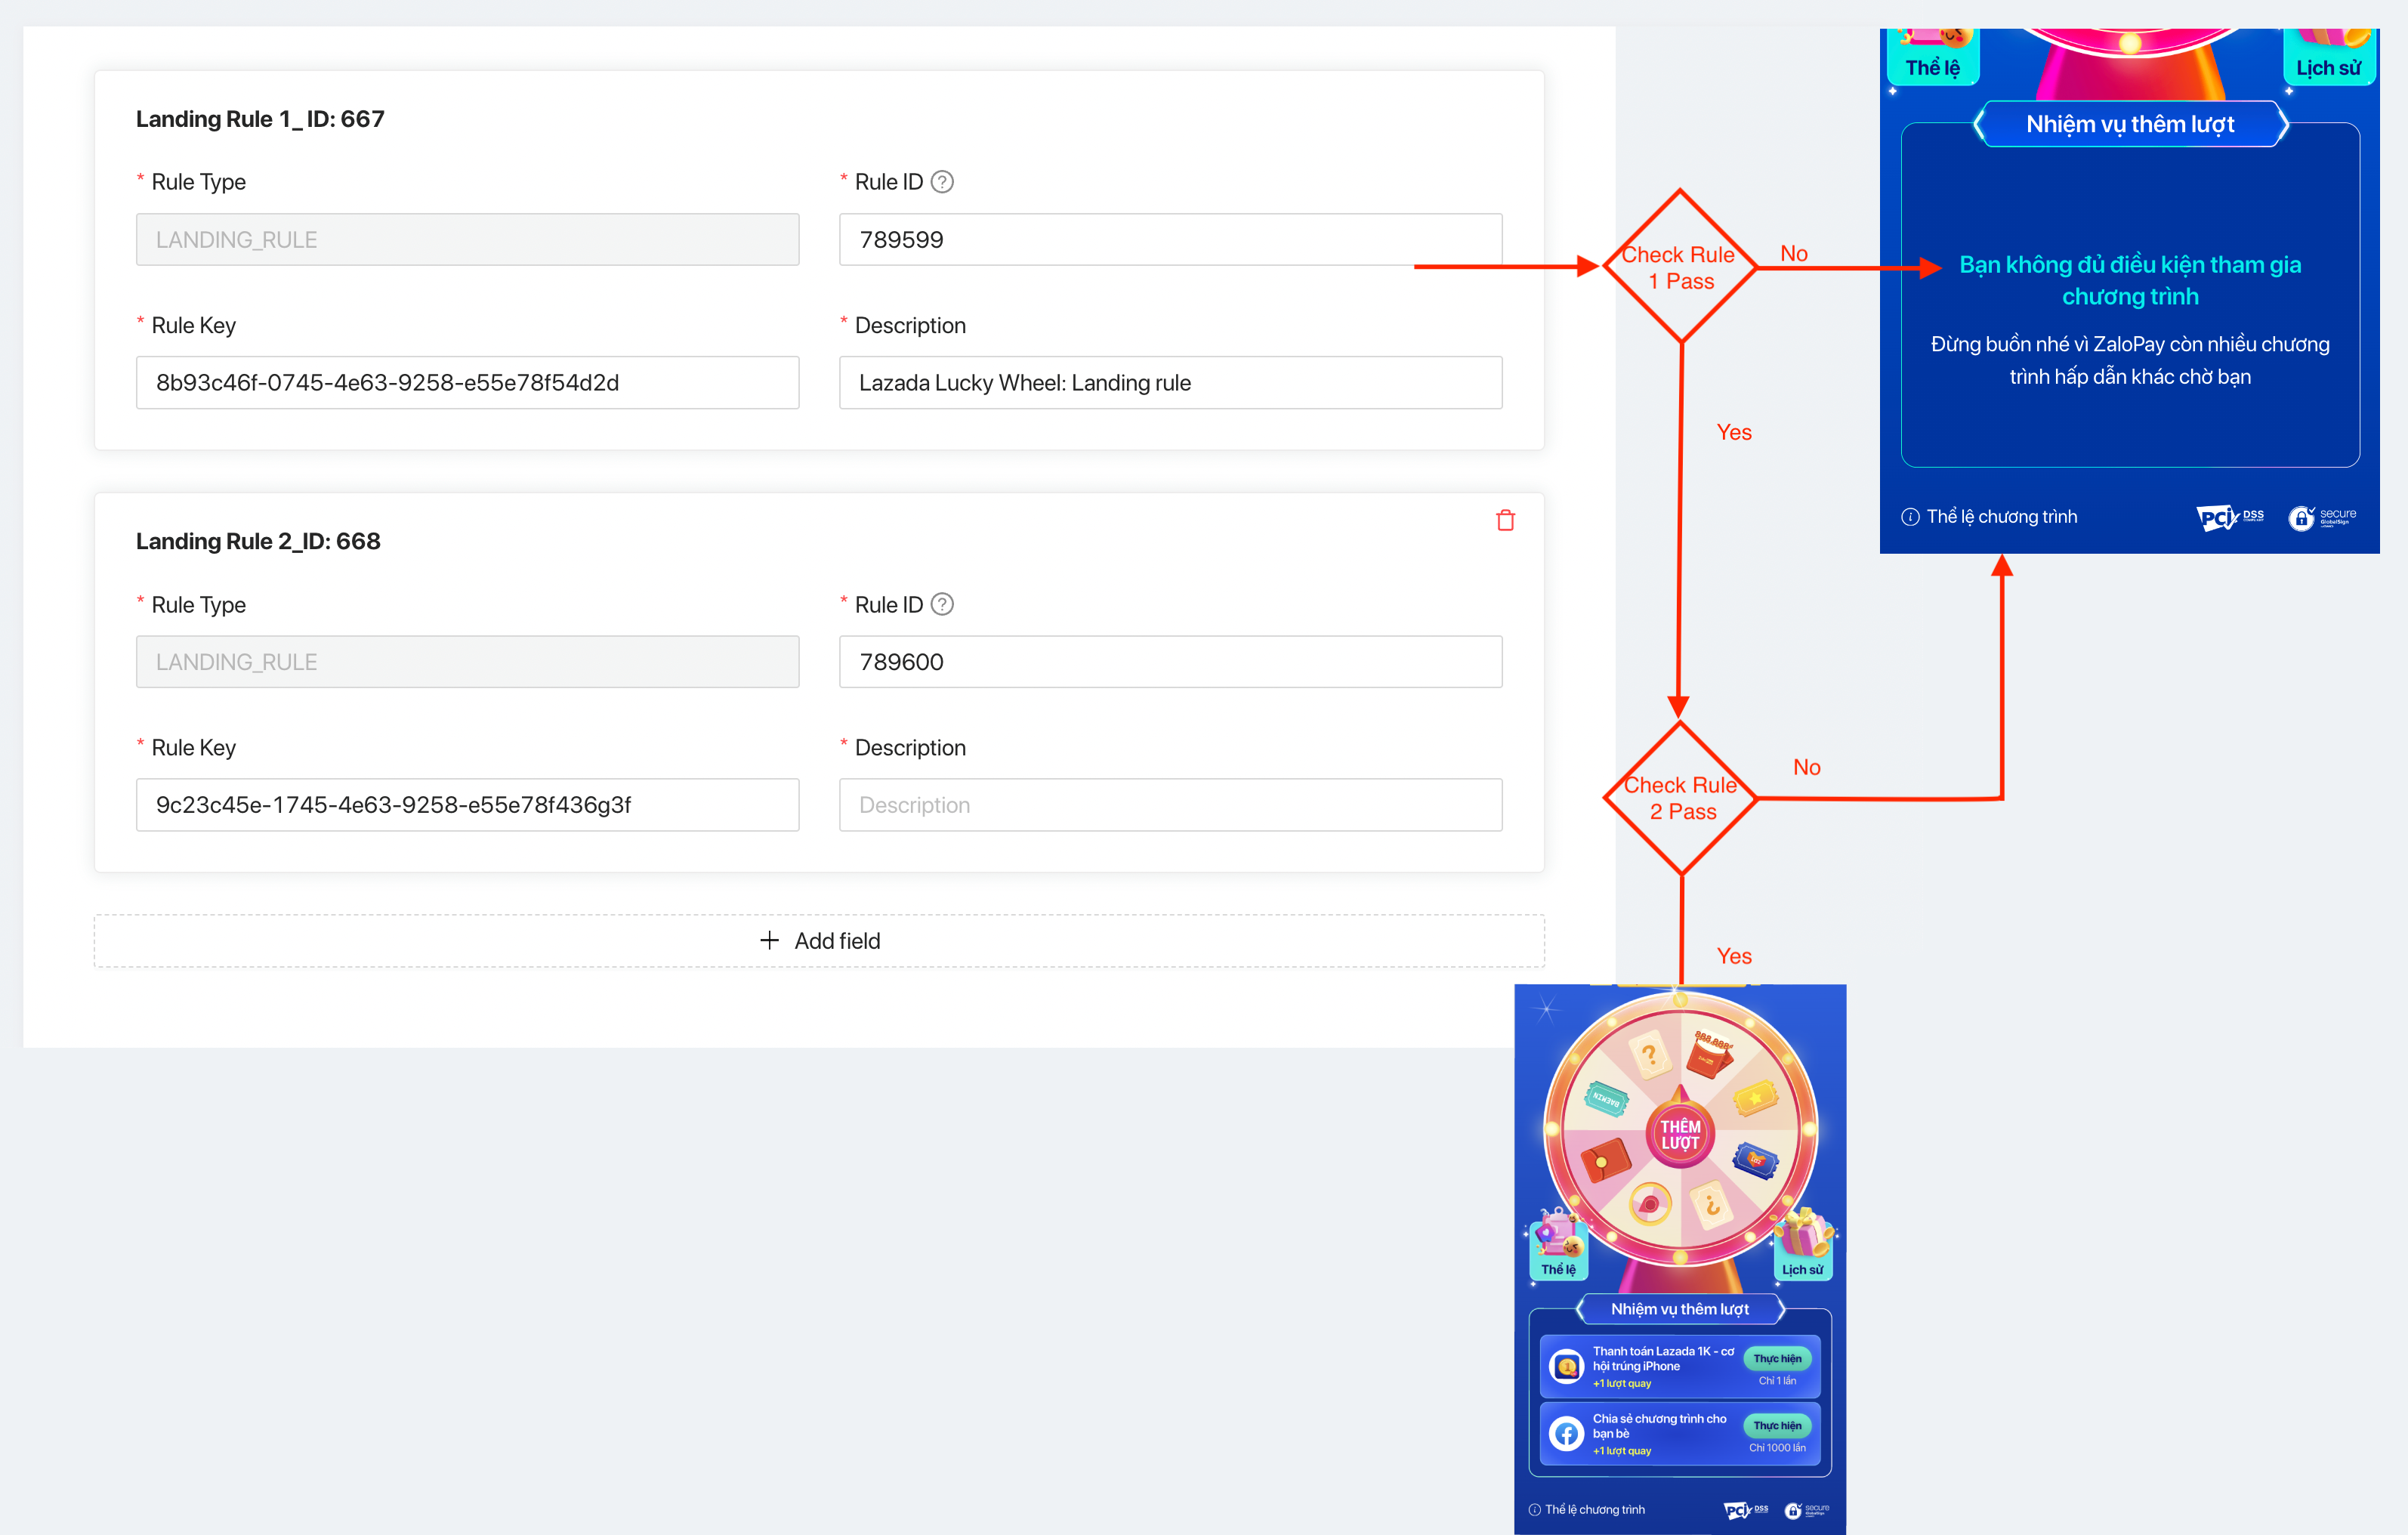 Landing Rule 1_ ID: 667
* Rule Type
* Rule ID ?
LANDING_RULE
789599
* Rule Key
* Description
8b93c46f-0745-4e63-9258-e55e78f54d2d
Lazada Lucky Wheel: Landing rule
Landing Rule 2_ID: 668
* Rule Type
* Rule ID ?
LANDING_RULE
789600
* Rule Key
* Description
9c23c45e-1745-4e63-9258-e55e78f436g3f
Description
+ Add field
Check Rule
1 Pass
No
Yes
Check Rule
2 Pass
No
Yes
Thể lệ
Lịch sử
Nhiệm vụ thêm lượt
Bạn không đủ điều kiện tham gia
chương trình
Đừng buồn nhé vì ZaloPay còn nhiều chương
trình hấp dẫn khác chờ bạn
Thể lệ chương trình
PCI DSS
COMPLIANT
secure
GlobalSign
888.888đ
BAEMIN
THÊM
LƯỢT
Thể lệ
Lịch sử
Nhiệm vụ thêm lượt
Thanh toán Lazada 1K - cơ
hội trúng iPhone
+1 lượt quay
Thực hiện
Chỉ 1 lần
Chia sẻ chương trình cho
bạn bè
+1 lượt quay
Thực hiện
Chỉ 1000 lần
Thể lệ chương trình
PCI DSS
secure
GlobalSign